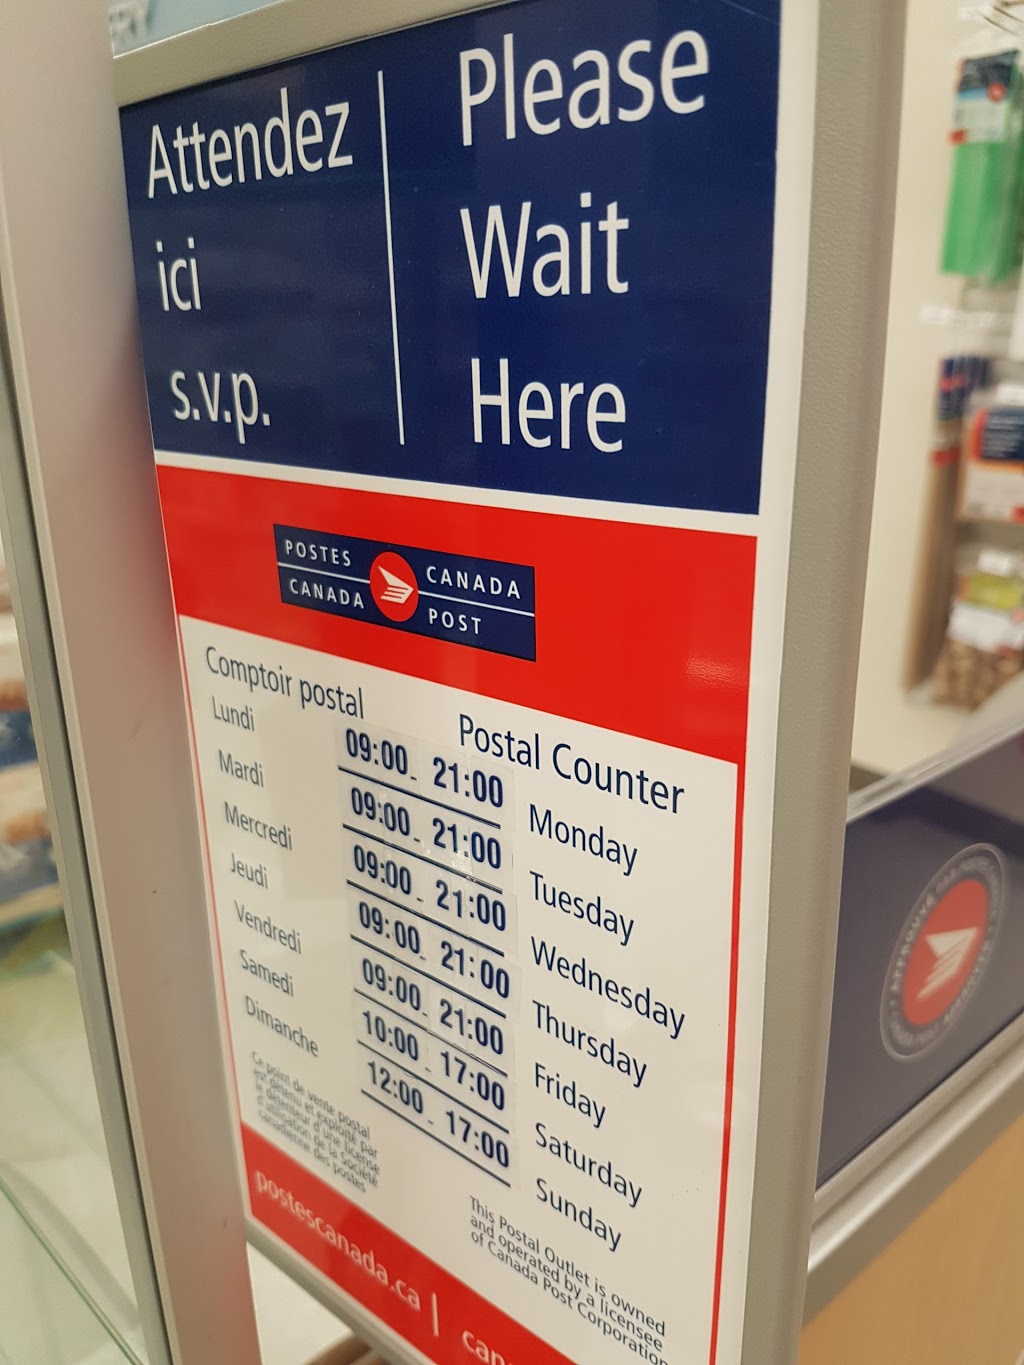 Attendez
ici
s.v.p.
Please
Wait
Here
POSTES
CANADA
CANADA
POST
Comptoir postal
Postal Counter
Lundi 09:00 - 21:00 Monday
Mardi 09:00 - 21:00 Tuesday
Mercredi 09:00 - 21:00 Wednesday
Jeudi 09:00 - 21:00 Thursday
Vendredi 09:00 - 21:00 Friday
Samedi 10:00 - 17:00 Saturday
Dimanche 12:00 - 17:00 Sunday
Ce point de vente postal
est détenu et exploité par
le détenteur d'une license
d'utilisation de la Société
canadienne des postes
This Postal Outlet is owned
and operated by a licensee
of Canada Post Corporation
postescanada.ca |
APPROUVÉ